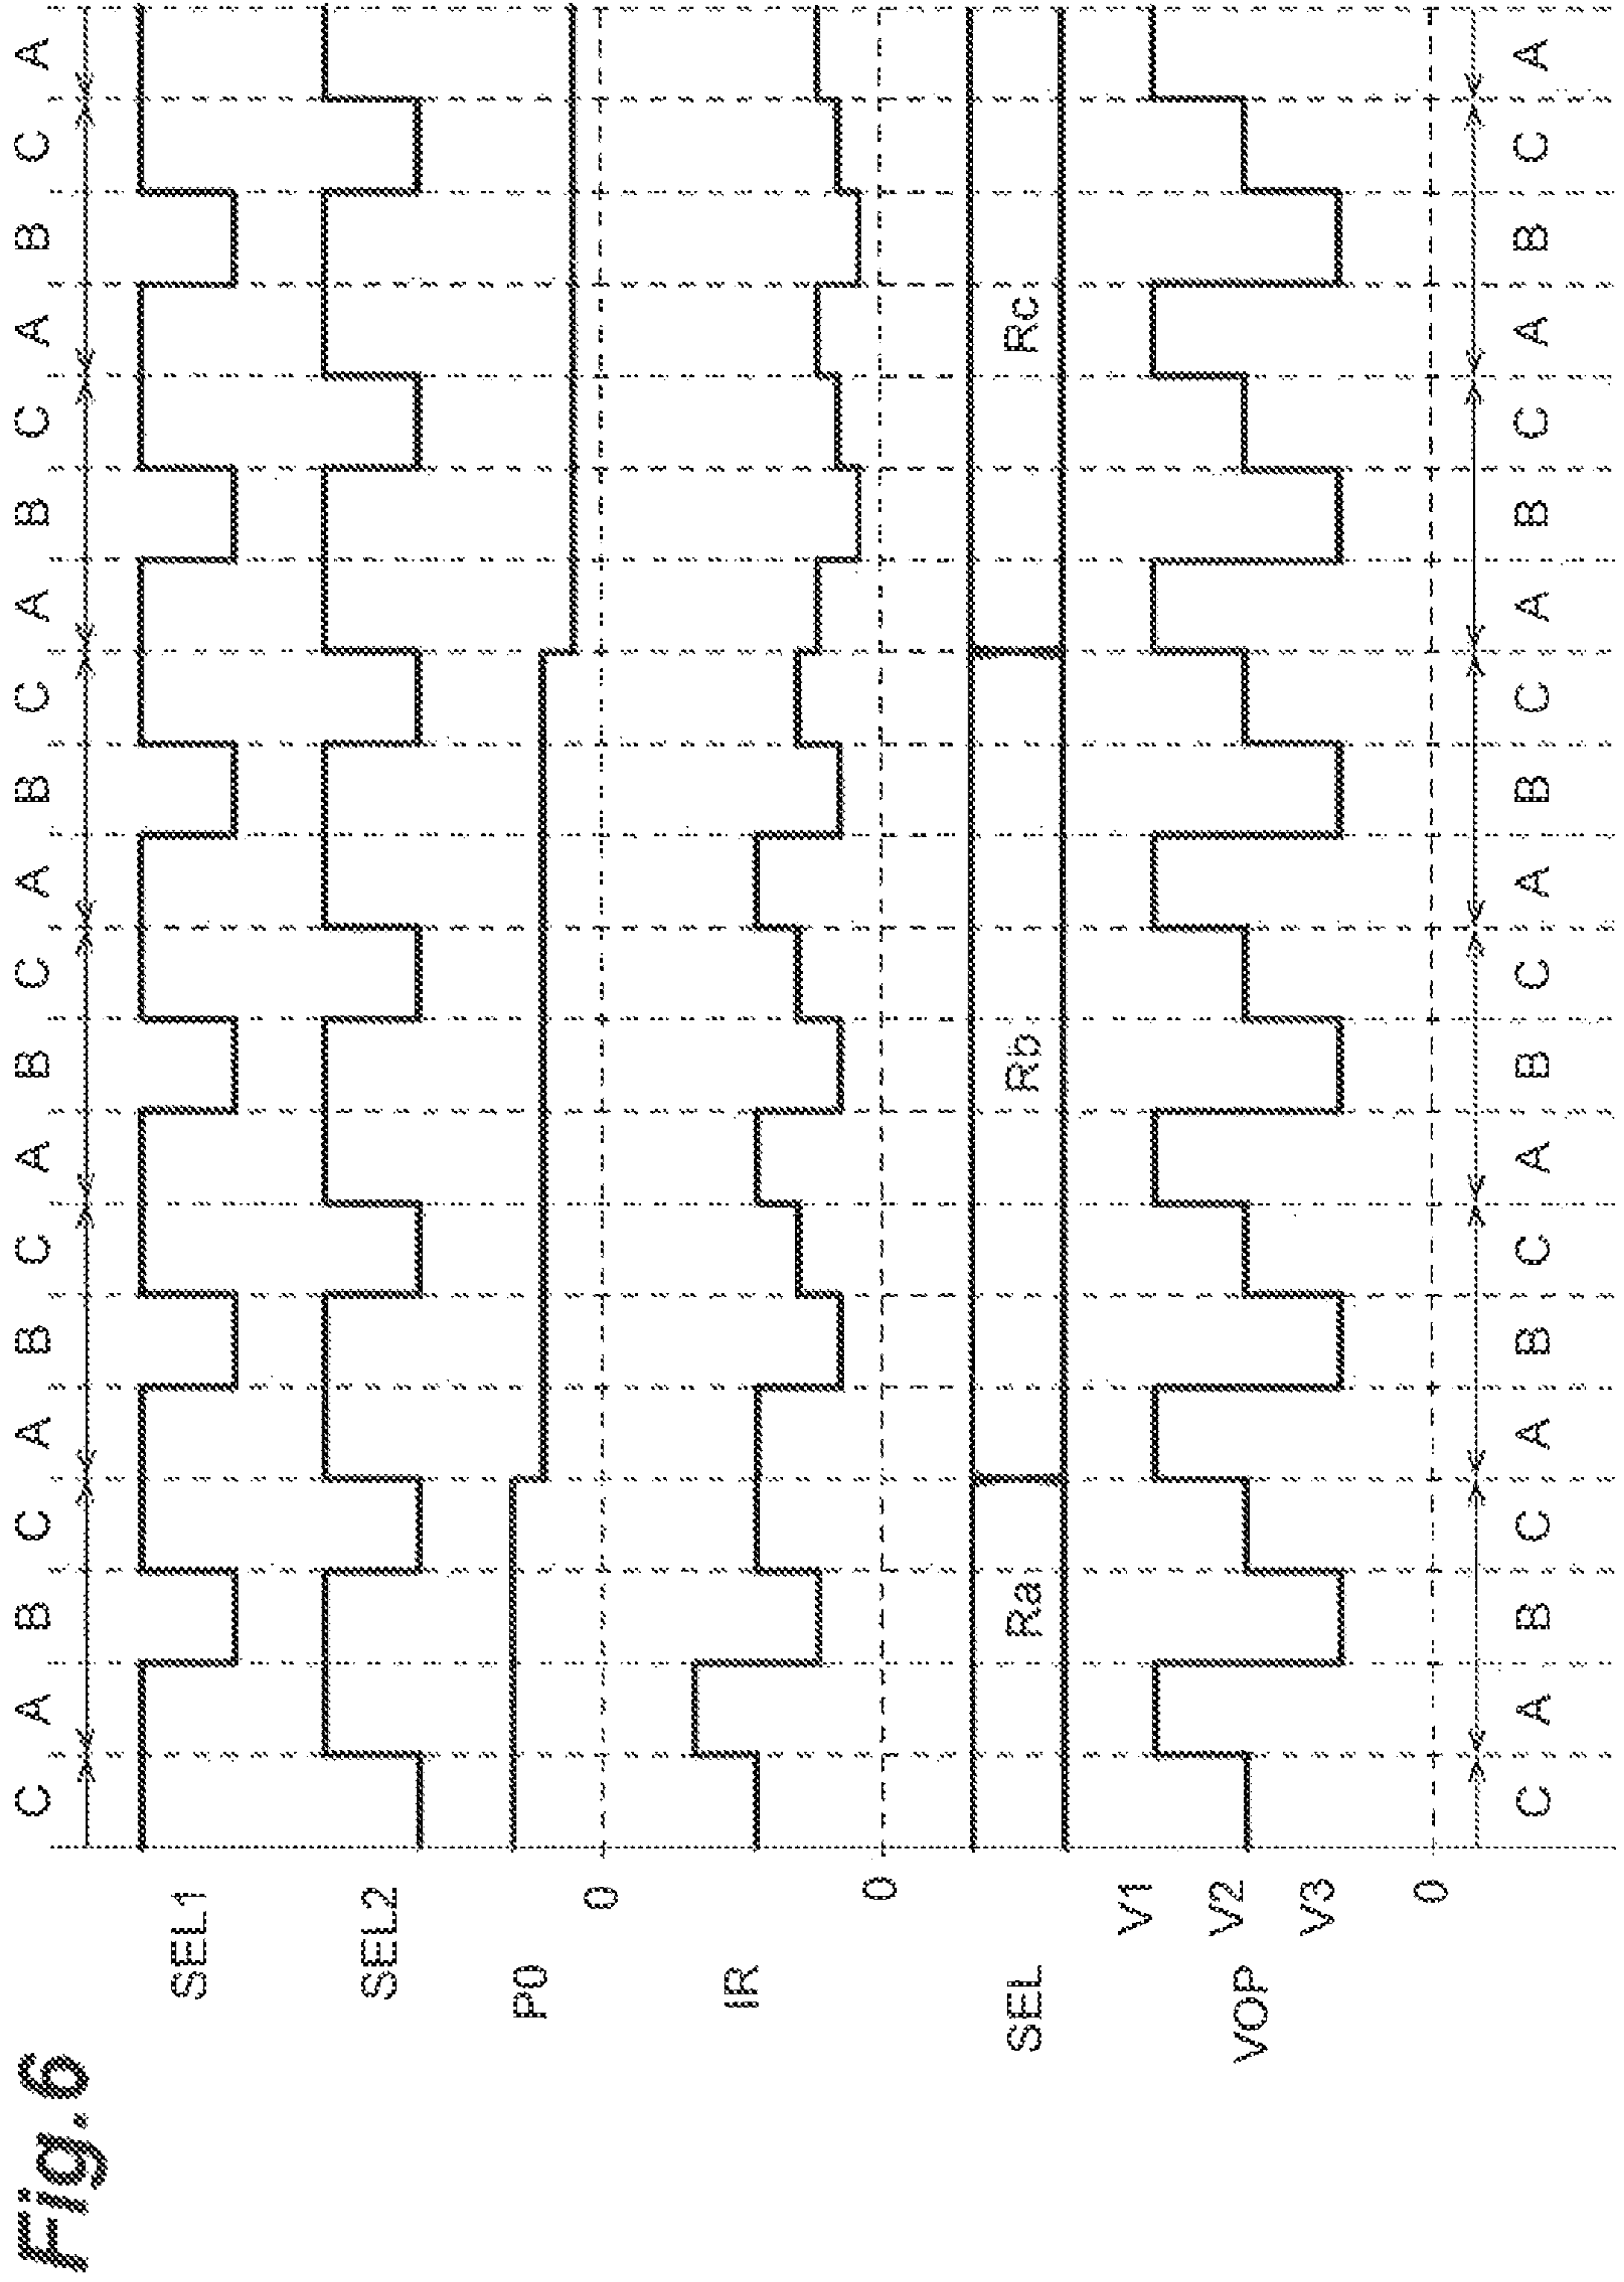 Fig.6
C A B C A B C A B C A B C A B C A B C A
SEL1
SEL2
P0
0
IR
0
SEL Ra Rb Rc
V1
VOP V2
V3
0
C A B C A B C A B C A B C A B C A B C A